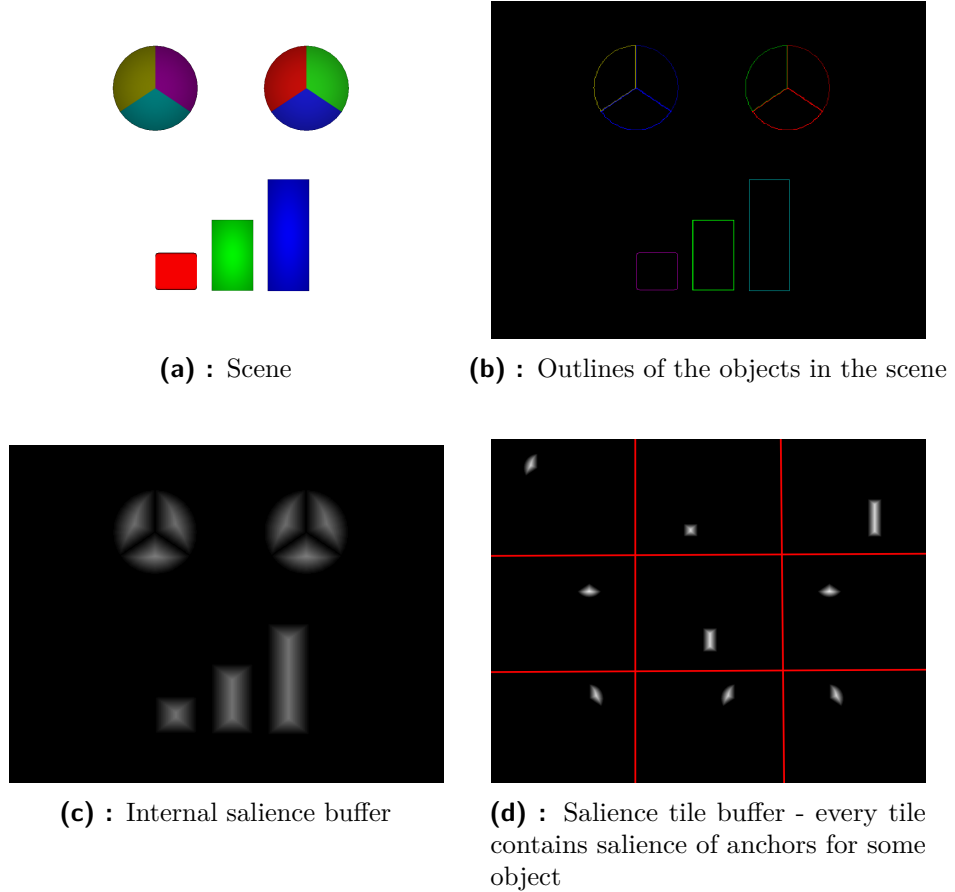 (a) : Scene
(b) : Outlines of the objects in the scene
(c) : Internal salience buffer
(d) : Salience tile buffer - every tile
contains salience of anchors for some
object